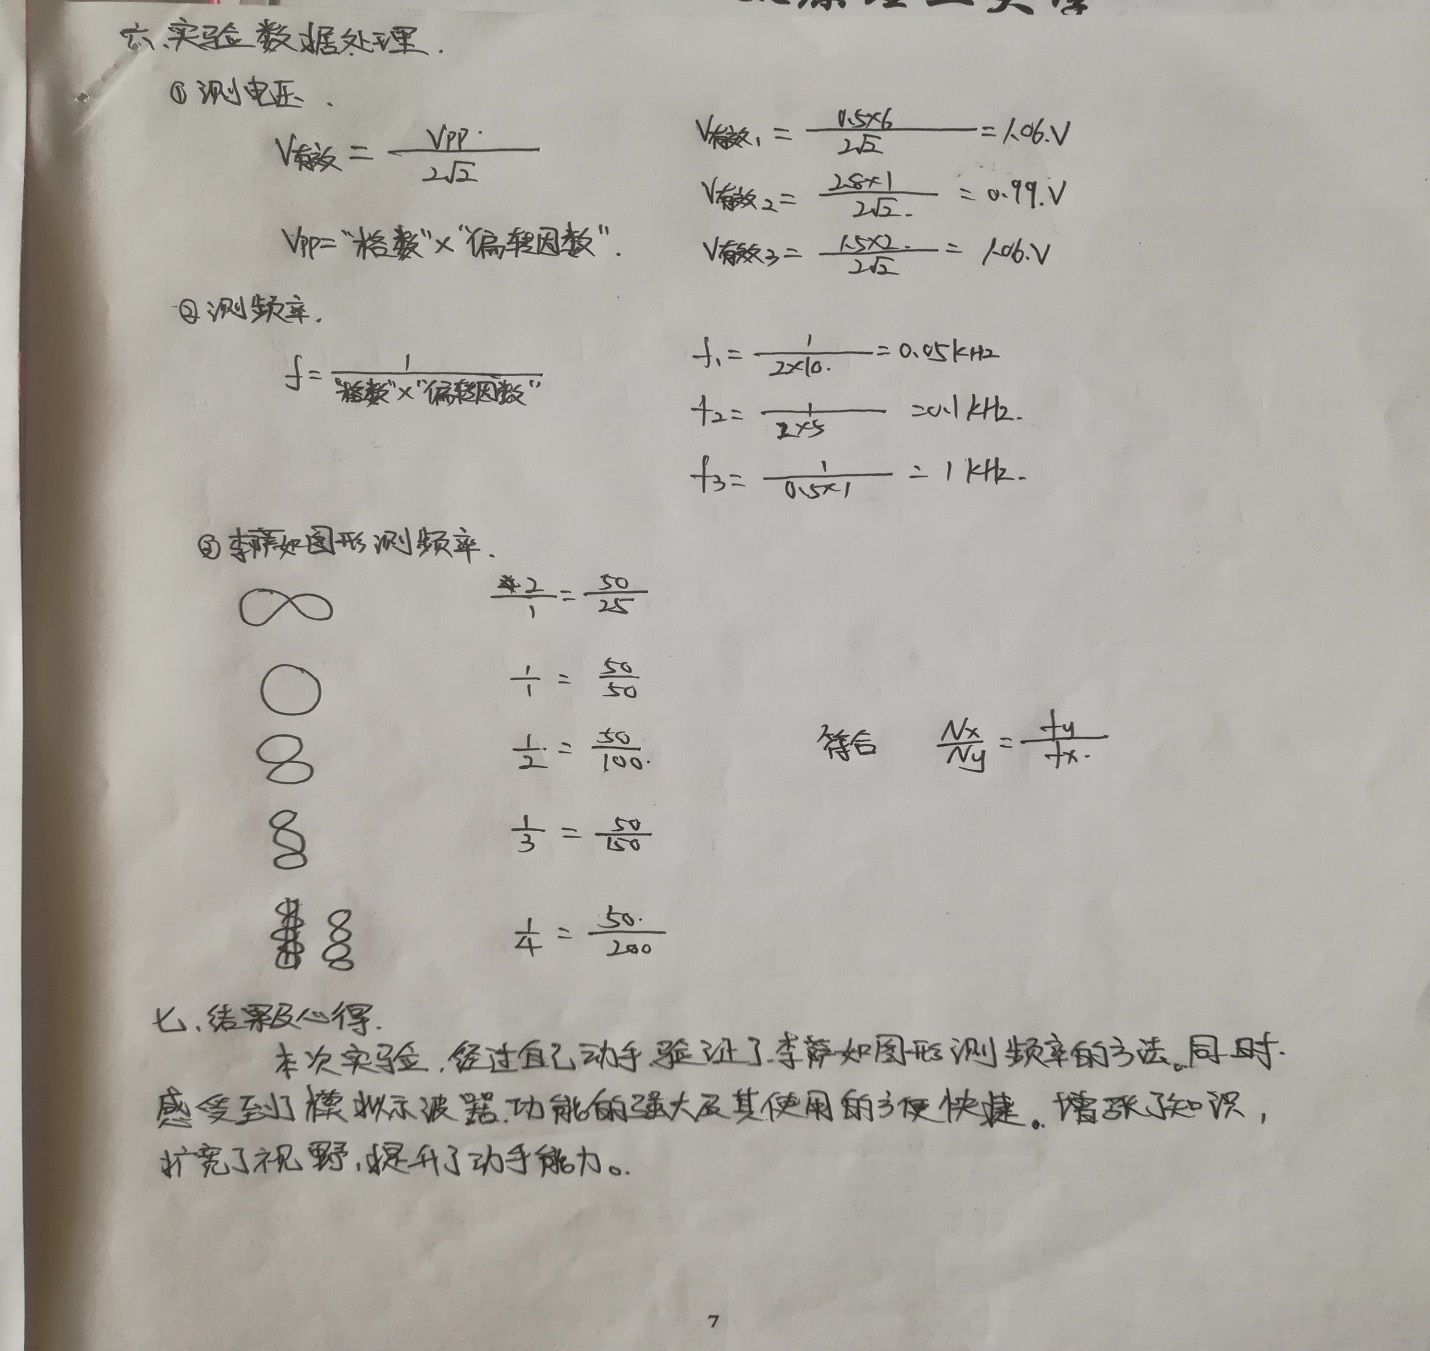 六、实验数据处理.
① 测电压.
V有效 = Vpp / 2√2
V有效1 = 0.5×6 / 2√2 = 1.06.V
V有效2 = 2.8×1 / 2√2. = 0.99.V
Vpp="格数"×"偏转因数".
V有效3 = 1.5×2. / 2√2 = 1.06.V
② 测频率.
f = 1 / "格数"×"偏转因数"
f1 = 1 / 2×10. = 0.05kHz
f2 = 1 / 2×5 =0.1kHz.
f3 = 1 / 0.5×1 = 1 kHz.
③ 李萨如图形测频率.
2/1 = 50/25
1/1 = 50/50
1/2 = 50/100.
符合 Nx/Ny = fy/fx.
1/3 = 50/150
1/4 = 50./200
七、结果及心得.
本次实验,经过自己动手验证了李萨如图形测频率的方法。同时.
感受到了模拟示波器功能的强大及其使用的方便快捷。增张了知识,
扩宽了视野,提升了动手能力。
7